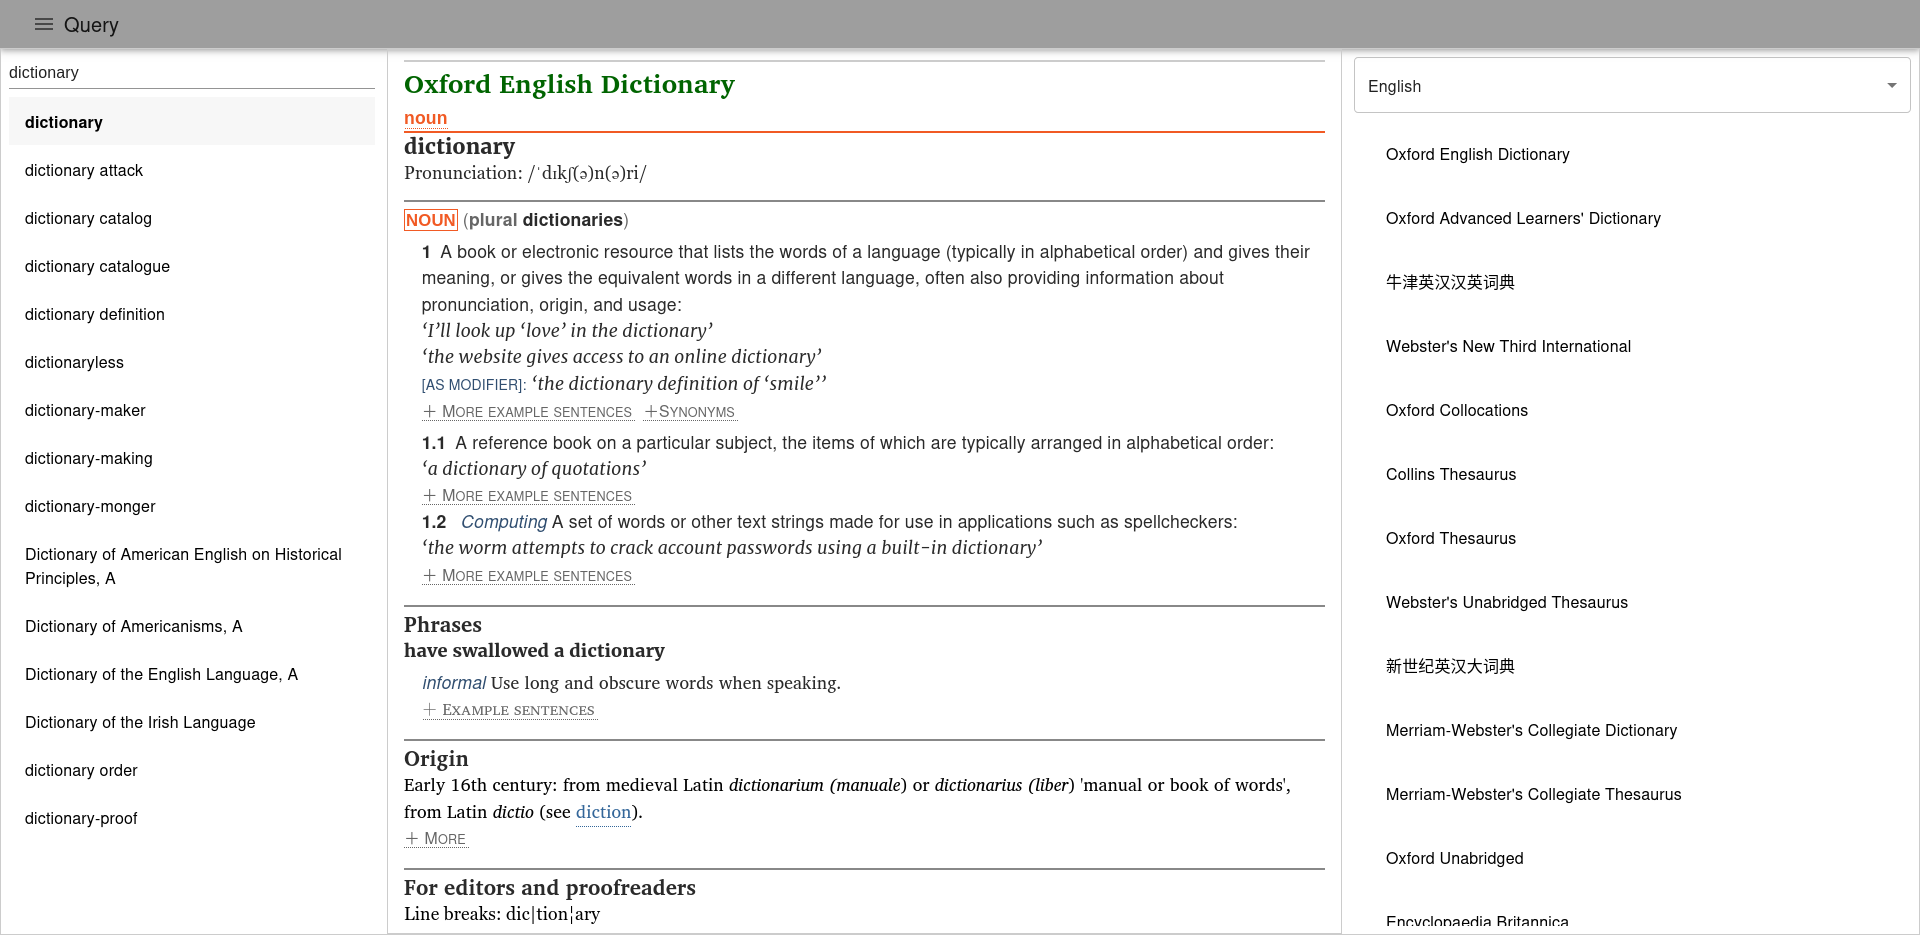 Query
dictionary
dictionary
dictionary attack
dictionary catalog
dictionary catalogue
dictionary definition
dictionaryless
dictionary-maker
dictionary-making
dictionary-monger
Dictionary of American English on Historical
Principles, A
Dictionary of Americanisms, A
Dictionary of the English Language, A
Dictionary of the Irish Language
dictionary order
dictionary-proof
Oxford English Dictionary
noun
dictionary
Pronunciation: /ˈdɪkʃ(ə)n(ə)ri/
NOUN (plural dictionaries)
1 A book or electronic resource that lists the words of a language (typically in alphabetical order) and gives their
meaning, or gives the equivalent words in a different language, often also providing information about
pronunciation, origin, and usage:
‘I’ll look up ‘love’ in the dictionary’
‘the website gives access to an online dictionary’
[AS MODIFIER]: ‘the dictionary definition of ‘smile’’
+ MORE EXAMPLE SENTENCES +SYNONYMS
1.1 A reference book on a particular subject, the items of which are typically arranged in alphabetical order:
‘a dictionary of quotations’
+ MORE EXAMPLE SENTENCES
1.2 Computing A set of words or other text strings made for use in applications such as spellcheckers:
‘the worm attempts to crack account passwords using a built-in dictionary’
+ MORE EXAMPLE SENTENCES
Phrases
have swallowed a dictionary
informal Use long and obscure words when speaking.
+ EXAMPLE SENTENCES
Origin
Early 16th century: from medieval Latin dictionarium (manuale) or dictionarius (liber) 'manual or book of words',
from Latin dictio (see diction).
+ MORE
For editors and proofreaders
Line breaks: dic|tion¦ary
English
Oxford English Dictionary
Oxford Advanced Learners' Dictionary
牛津英汉汉英词典
Webster's New Third International
Oxford Collocations
Collins Thesaurus
Oxford Thesaurus
Webster's Unabridged Thesaurus
新世纪英汉大词典
Merriam-Webster's Collegiate Dictionary
Merriam-Webster's Collegiate Thesaurus
Oxford Unabridged
Encyclopaedia Britannica